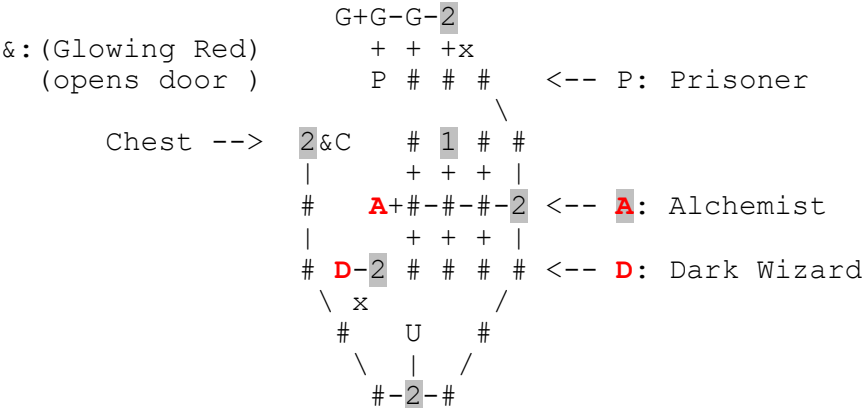 G+G-G-2
&:(Glowing Red)     + + +x
  (opens door )     P # # #   <-- P: Prisoner
                           \
      Chest --> 2&C   # 1 # #
                |     + + + |
                #   A+#-#-#-2 <-- A: Alchemist
                |     + + + |
                # D-2 # # # # <-- D: Dark Wizard
                 \ x       /
                  #   U   #
                   \  |  /
                    #-2-#